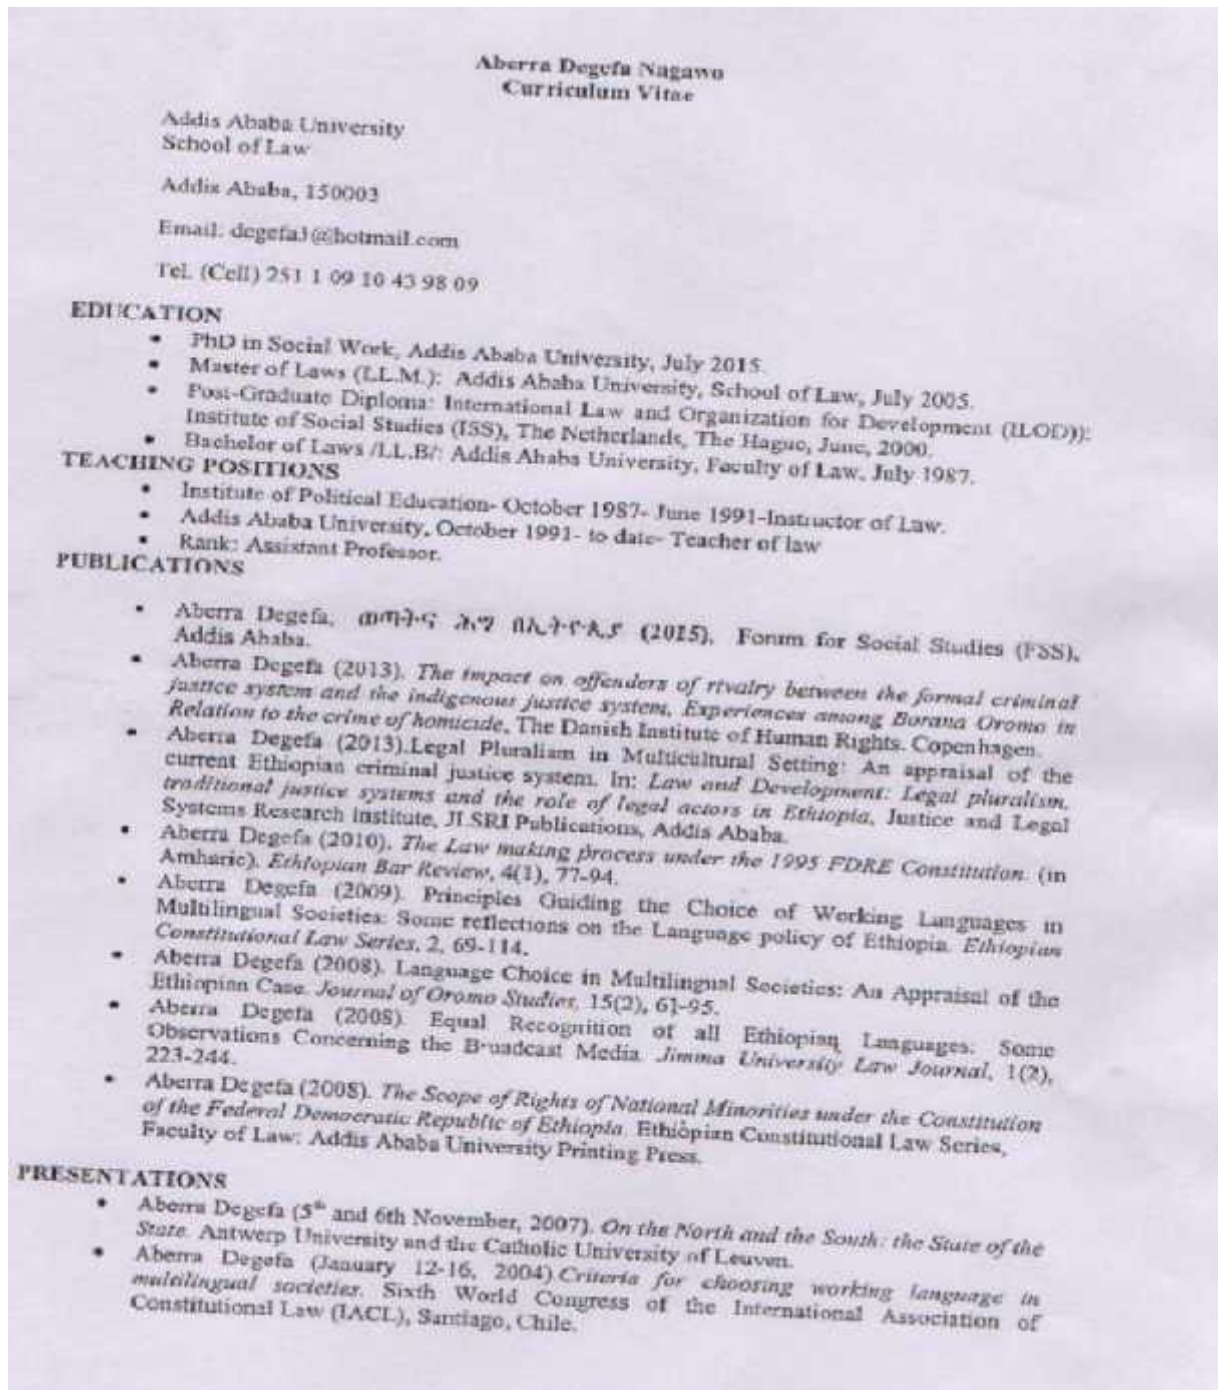 Aberra Degefa Nagawo
Curriculum Vitae
Addis Ababa University
School of Law
Addis Ababa, 150003
Email: degefa3@hotmail.com
Tel. (Cell) 251 1 09 10 43 98 09
EDUCATION
• PhD in Social Work, Addis Ababa University, July 2015.
• Master of Laws (LL.M.): Addis Ababa University, School of Law, July 2005.
• Post-Graduate Diploma: International Law and Organization for Development (ILOD)):
Institute of Social Studies (ISS), The Netherlands, The Hague, June, 2000.
• Bachelor of Laws /LL.B/: Addis Ababa University, Faculty of Law, July 1987.
TEACHING POSITIONS
• Institute of Political Education- October 1987- June 1991-Instructor of Law.
• Addis Ababa University, October 1991- to date- Teacher of law
• Rank: Assistant Professor.
PUBLICATIONS
• Aberra Degefa, ወጣትና ሕግ በኢትዮጲያ (2015), Forum for Social Studies (FSS),
Addis Ababa.
• Aberra Degefa (2013). The impact on offenders of rivalry between the formal criminal
justice system and the indigenous justice system, Experiences among Borana Oromo in
Relation to the crime of homicide, The Danish Institute of Human Rights. Copenhagen.
• Aberra Degefa (2013).Legal Pluralism in Multicultural Setting: An appraisal of the
current Ethiopian criminal justice system. In: Law and Development: Legal pluralism,
traditional justice systems and the role of legal actors in Ethiopia, Justice and Legal
Systems Research Institute, JLSRI Publications, Addis Ababa.
• Aberra Degefa (2010). The Law making process under the 1995 FDRE Constitution. (in
Amharic). Ethiopian Bar Review, 4(1), 77-94.
• Aberra Degefa (2009). Principles Guiding the Choice of Working Languages in
Multilingual Societies: Some reflections on the Language policy of Ethiopia. Ethiopian
Constitutional Law Series, 2, 69-114.
• Aberra Degefa (2008). Language Choice in Multilingual Societies: An Appraisal of the
Ethiopian Case. Journal of Oromo Studies, 15(2), 61-95.
• Aberra Degefa (2008). Equal Recognition of all Ethiopian Languages: Some
Observations Concerning the Broadcast Media. Jimma University Law Journal, 1(2),
223-244.
• Aberra Degefa (2008). The Scope of Rights of National Minorities under the Constitution
of the Federal Democratic Republic of Ethiopia. Ethiopian Constitutional Law Series,
Faculty of Law: Addis Ababa University Printing Press.
PRESENTATIONS
• Aberra Degefa (5th and 6th November, 2007). On the North and the South: the State of the
State. Antwerp University and the Catholic University of Leuven.
• Aberra Degefa (January 12-16, 2004) Criteria for choosing working language in
multilingual societies. Sixth World Congress of the International Association of
Constitutional Law (IACL), Santiago, Chile.